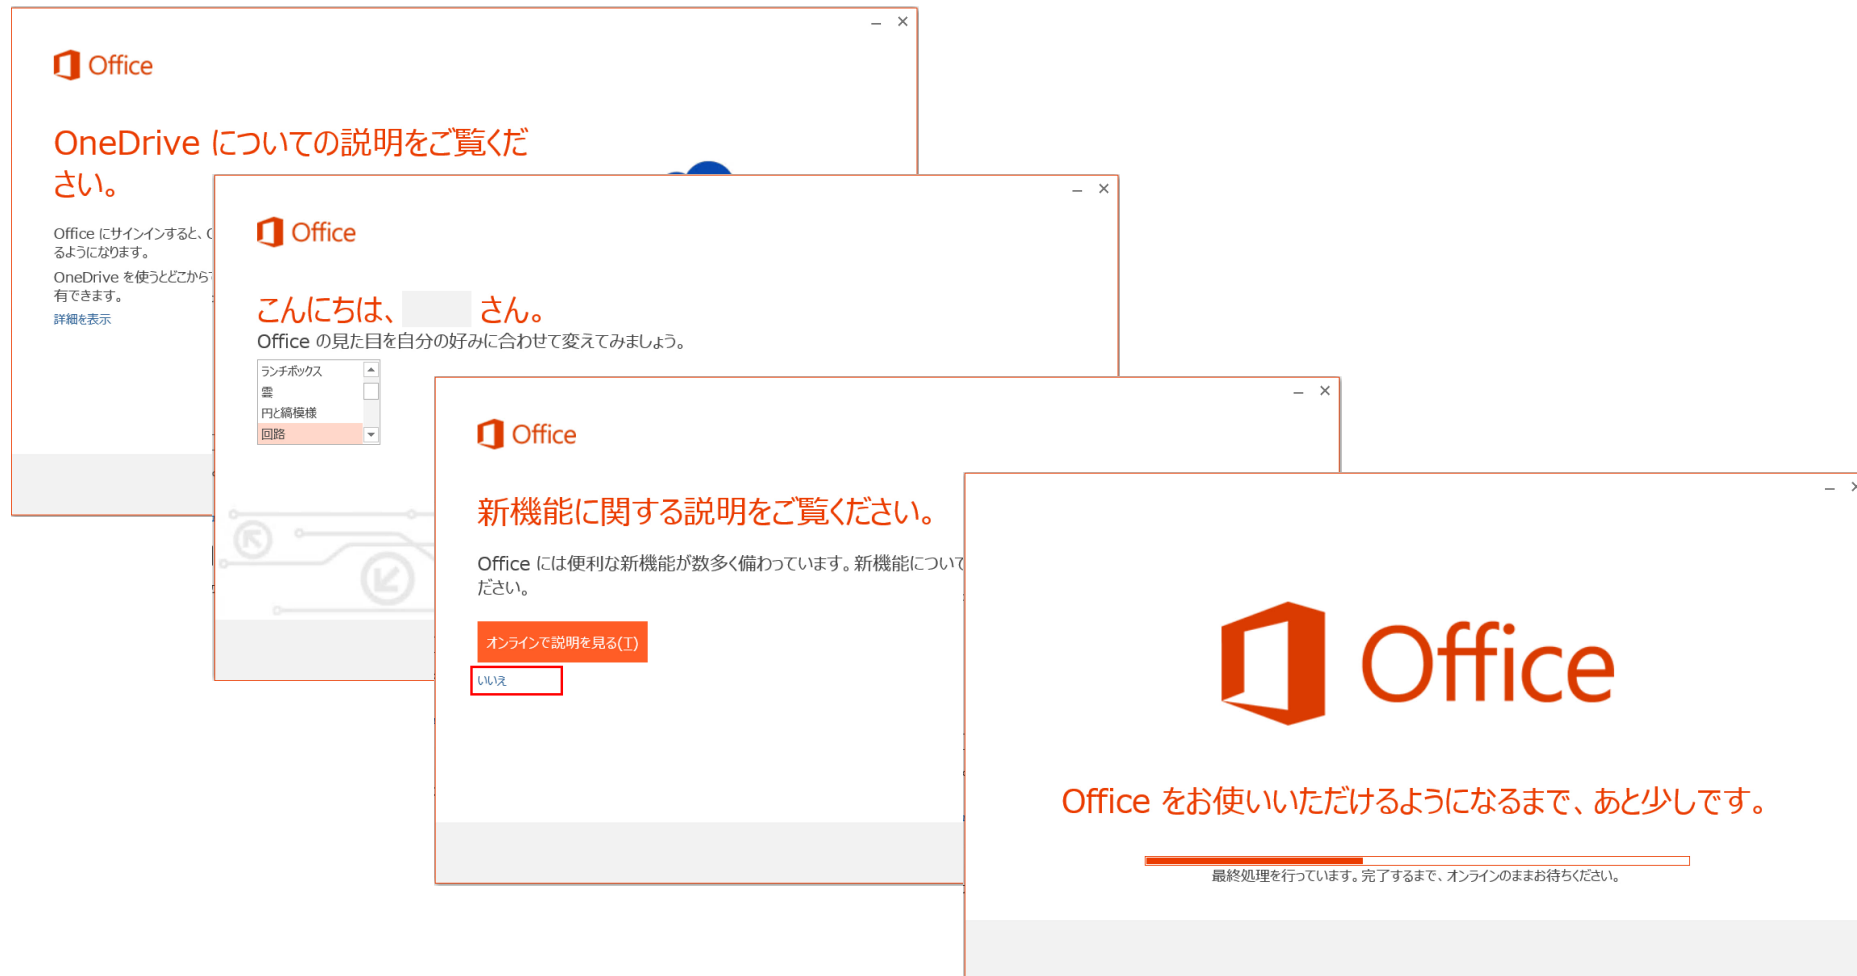 Office
OneDrive についての説明をご覧くだ
さい。
Office にサインインすると、
るようになります。
OneDrive を使うとどこから
有できます。
詳細を表示
Office
こんにちは、 さん。
Office の見た目を自分の好みに合わせて変えてみましょう。
ランチボックス
雲
円と縞模様
回路
Office
新機能に関する説明をご覧ください。
Office には便利な新機能が数多く備わっています。新機能について
ださい。
オンラインで説明を見る(T)
いいえ
Office
Office をお使いいただけるようになるまで、あと少しです。
最終処理を行っています。完了するまで、オンラインのままお待ちください。